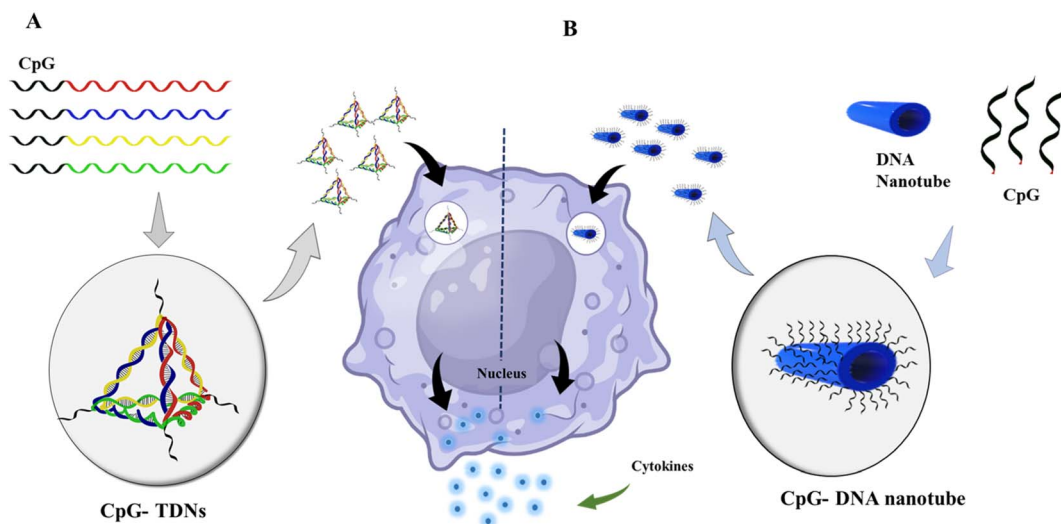 A
CpG
CpG- TDNs
B
DNA
Nanotube
CpG
Nucleus
Cytokines
CpG- DNA nanotube